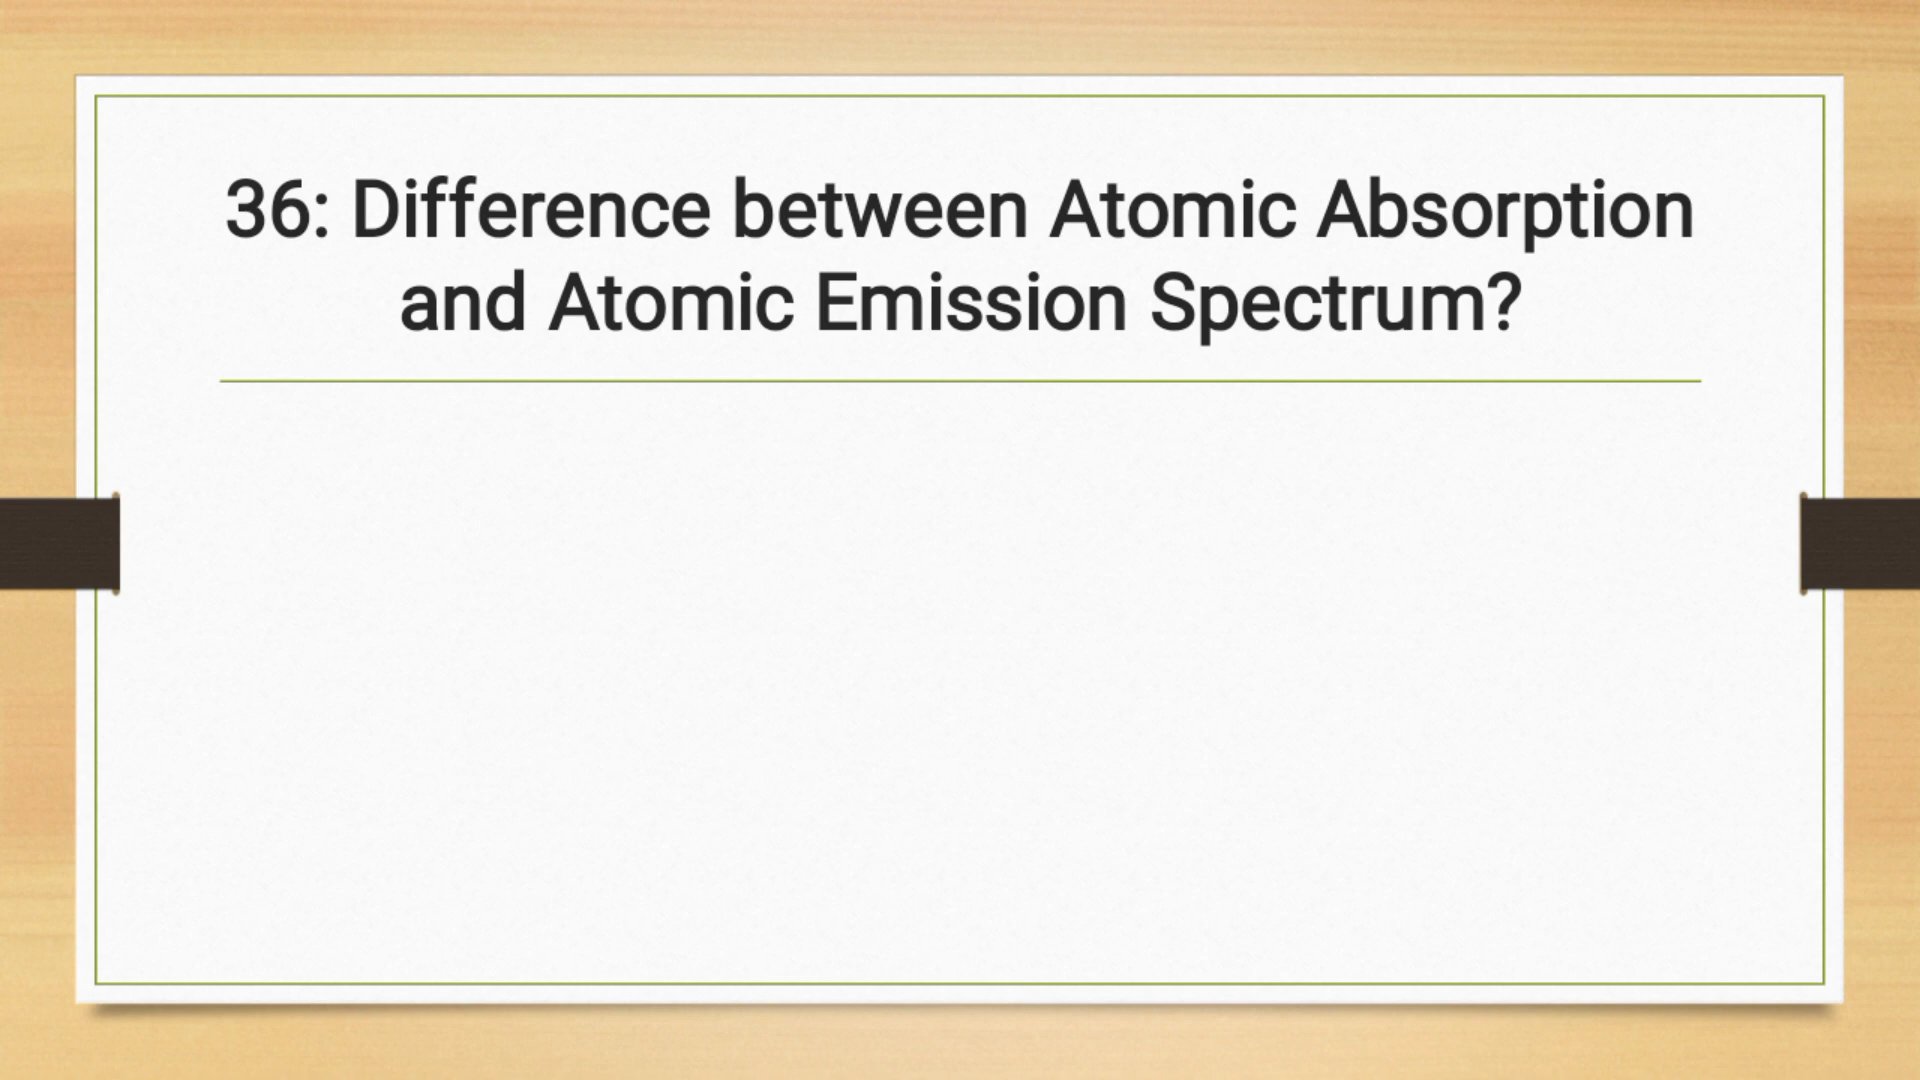 36: Difference between Atomic Absorption
and Atomic Emission Spectrum?